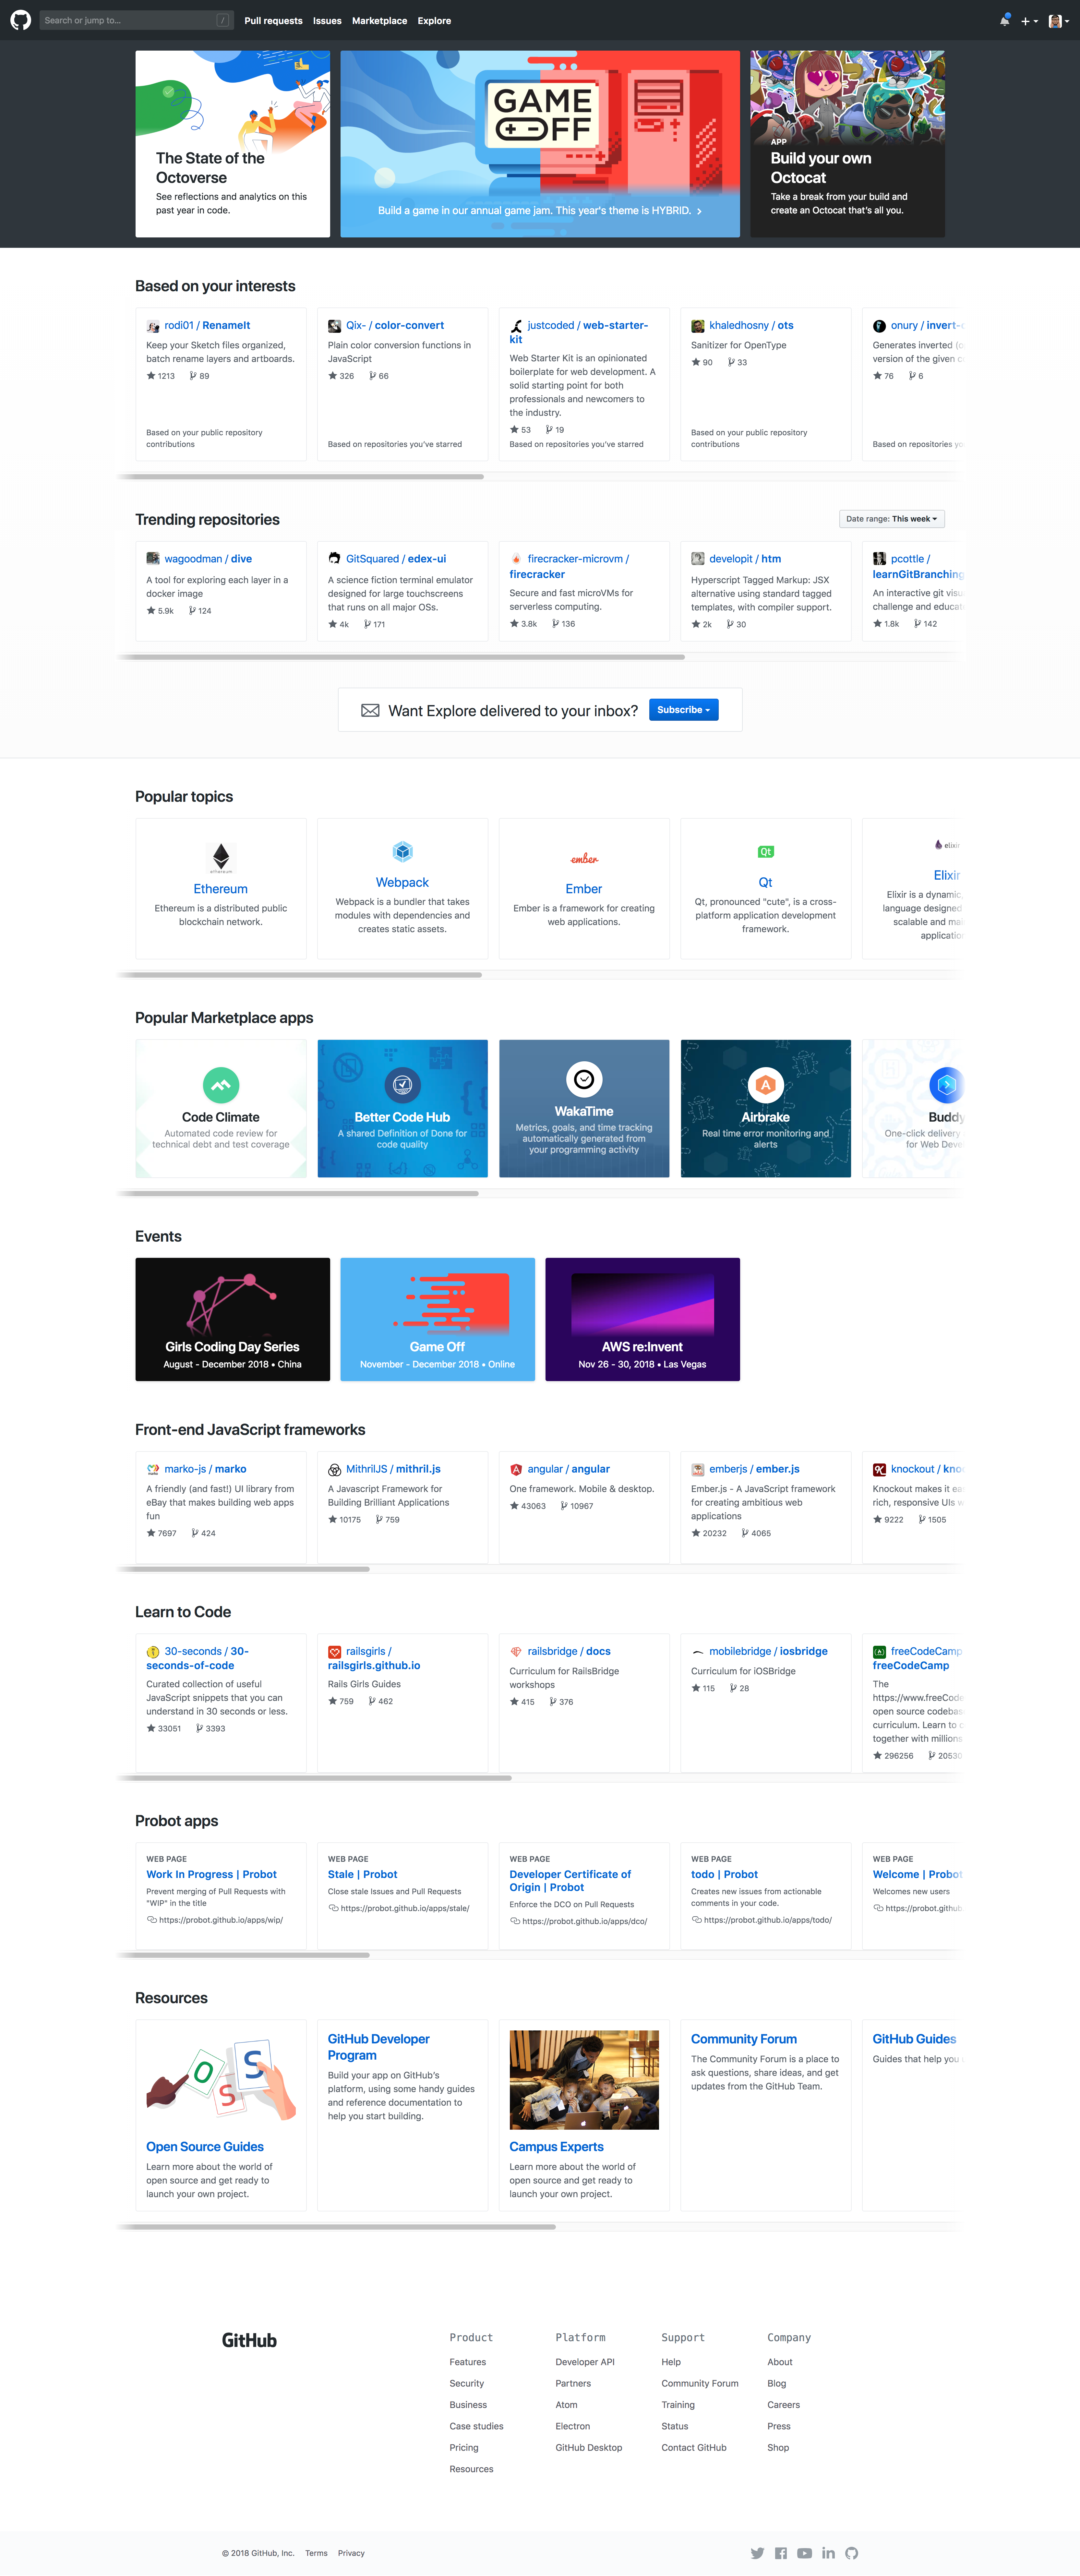 Search or jump to... /
Pull requests Issues Marketplace Explore
The State of the
Octoverse
See reflections and analytics on this
past year in code.
GAME
OFF
Build a game in our annual game jam. This year's theme is HYBRID.
APP
Build your own
Octocat
Take a break from your build and
create an Octocat that's all you.
Based on your interests
rodi01 / RenameIt
Keep your Sketch files organized,
batch rename layers and artboards.
1213 89
Based on your public repository
contributions
Qix- / color-convert
Plain color conversion functions in
JavaScript
326 66
Based on repositories you've starred
justcoded / web-starter-
kit
Web Starter Kit is an opinionated
boilerplate for web development. A
solid starting point for both
professionals and newcomers to
the industry.
53 19
Based on repositories you've starred
khaledhosny / ots
Sanitizer for OpenType
90 33
Based on your public repository
contributions
onury / invert-
Generates inverted
version of the given
76 6
Based on repositories
Trending repositories
Date range: This week
wagoodman / dive
A tool for exploring each layer in a
docker image
5.9k 124
GitSquared / edex-ui
A science fiction terminal emulator
designed for large touchscreens
that runs on all major OSs.
4k 171
firecracker-microvm /
firecracker
Secure and fast microVMs for
serverless computing.
3.8k 136
developit / htm
Hyperscript Tagged Markup: JSX
alternative using standard tagged
templates, with compiler support.
2k 30
pcottle /
learnGitBranching
An interactive git visu
challenge and educat
1.8k 142
Want Explore delivered to your inbox? Subscribe
Popular topics
ethereum
Ethereum
Ethereum is a distributed public
blockchain network.
Webpack
Webpack is a bundler that takes
modules with dependencies and
creates static assets.
ember
Ember
Ember is a framework for creating
web applications.
Qt
Qt
Qt, pronounced "cute", is a cross-
platform application development
framework.
elixir
Elixir
Elixir is a dynamic,
language designed
scalable and mai
applicatio
Popular Marketplace apps
Code Climate
Automated code review for
technical debt and test coverage
Better Code Hub
A shared Definition of Done for
code quality
WakaTime
Metrics, goals, and time tracking
automatically generated from
your programming activity
A
Airbrake
Real time error monitoring and
alerts
Buddy
One-click delivery
for Web Deve
Events
Girls Coding Day Series
August - December 2018 • China
Game Off
November - December 2018 • Online
AWS re:Invent
Nov 26 - 30, 2018 • Las Vegas
Front-end JavaScript frameworks
marko-js / marko
A friendly (and fast!) UI library from
eBay that makes building web apps
fun
7697 424
MithrilJS / mithril.js
A Javascript Framework for
Building Brilliant Applications
10175 759
angular / angular
One framework. Mobile & desktop.
43063 10967
emberjs / ember.js
Ember.js - A JavaScript framework
for creating ambitious web
applications
20232 4065
knockout / kno
Knockout makes it ea
rich, responsive UIs w
9222 1505
Learn to Code
30-seconds / 30-
seconds-of-code
Curated collection of useful
JavaScript snippets that you can
understand in 30 seconds or less.
33051 3393
railsgirls /
railsgirls.github.io
Rails Girls Guides
759 462
railsbridge / docs
Curriculum for RailsBridge
workshops
415 376
mobilebridge / iosbridge
Curriculum for iOSBridge
115 28
freeCodeCamp
freeCodeCamp
The
https://www.freeCode
open source codebas
curriculum. Learn to c
together with millions
296256 20530
Probot apps
WEB PAGE
Work In Progress | Probot
Prevent merging of Pull Requests with
"WIP" in the title
https://probot.github.io/apps/wip/
WEB PAGE
Stale | Probot
Close stale Issues and Pull Requests
https://probot.github.io/apps/stale/
WEB PAGE
Developer Certificate of
Origin | Probot
Enforce the DCO on Pull Requests
https://probot.github.io/apps/dco/
WEB PAGE
todo | Probot
Creates new issues from actionable
comments in your code.
https://probot.github.io/apps/todo/
WEB PAGE
Welcome | Probot
Welcomes new users
https://probot.github
Resources
O S S
Open Source Guides
Learn more about the world of
open source and get ready to
launch your own project.
GitHub Developer
Program
Build your app on GitHub's
platform, using some handy guides
and reference documentation to
help you start building.
Campus Experts
Learn more about the world of
open source and get ready to
launch your own project.
Community Forum
The Community Forum is a place to
ask questions, share ideas, and get
updates from the GitHub Team.
GitHub Guides
Guides that help you
GitHub
Product
Features
Security
Business
Case studies
Pricing
Resources
Platform
Developer API
Partners
Atom
Electron
GitHub Desktop
Support
Help
Community Forum
Training
Status
Contact GitHub
Company
About
Blog
Careers
Press
Shop
© 2018 GitHub, Inc. Terms Privacy